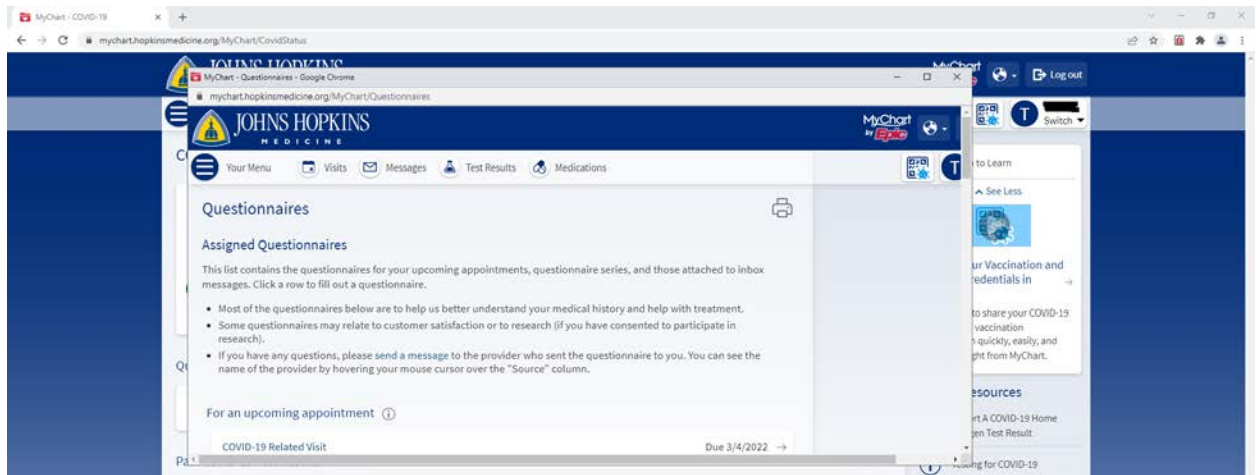 MyChart - COVID-19
mychart.hopkinsmedicine.org/MyChart/CovidStatus
JOHNS HOPKINS
MyChart
Log out
Switch
MyChart - Questionnaires - Google Chrome
mychart.hopkinsmedicine.org/MyChart/Questionnaires
JOHNS HOPKINS
MEDICINE
MyChart
by Epic
Your Menu
Visits
Messages
Test Results
Medications
T
T
Questionnaires
Assigned Questionnaires
This list contains the questionnaires for your upcoming appointments, questionnaire series, and those attached to inbox
messages. Click a row to fill out a questionnaire.
• Most of the questionnaires below are to help us better understand your medical history and help with treatment.
• Some questionnaires may relate to customer satisfaction or to research (if you have consented to participate in
research).
• If you have any questions, please send a message to the provider who sent the questionnaire to you. You can see the
name of the provider by hovering your mouse cursor over the "Source" column.
For an upcoming appointment
COVID-19 Related Visit
Due 3/4/2022
to Learn
See Less
Vaccination and
in
to share your COVID-19
vaccination
quickly, easily, and
from MyChart.
A COVID-19 Home
Test Result
for COVID-19